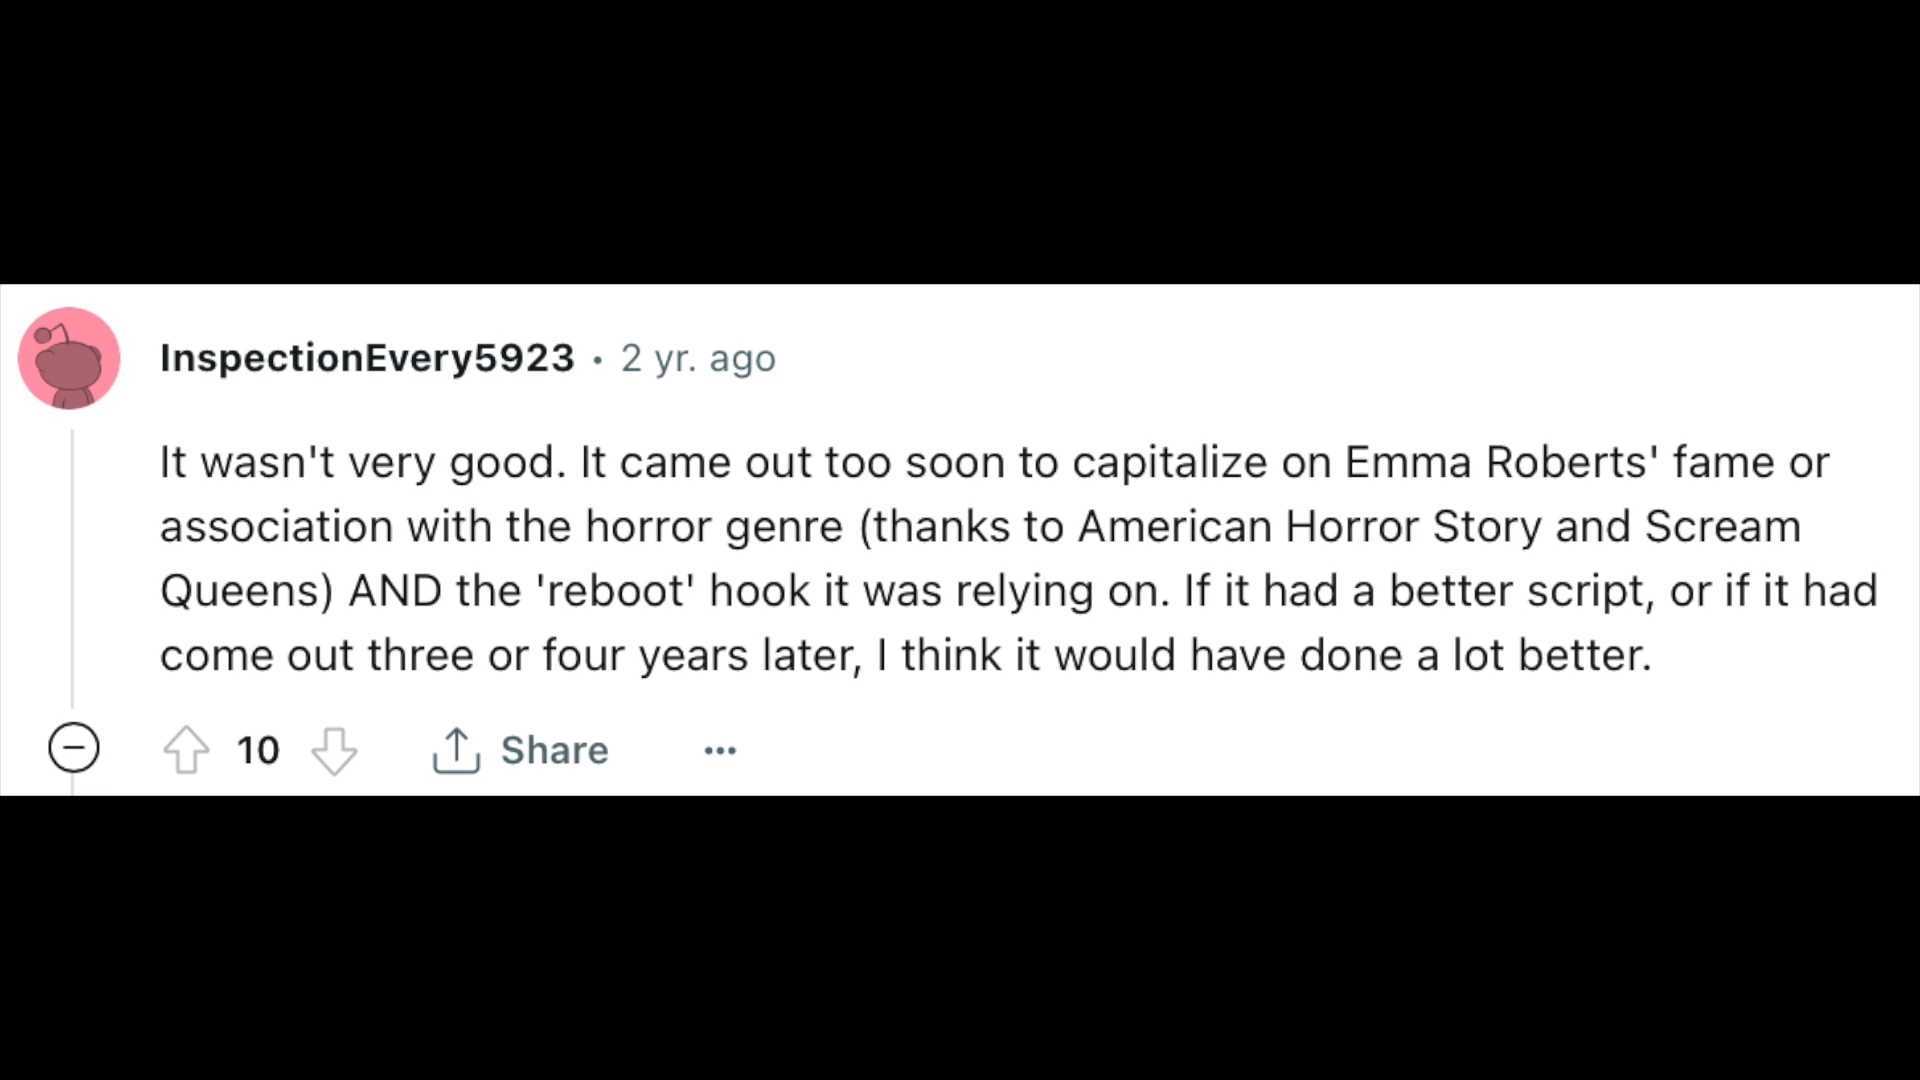 InspectionEvery5923 • 2 yr. ago
It wasn't very good. It came out too soon to capitalize on Emma Roberts' fame or
association with the horror genre (thanks to American Horror Story and Scream
Queens) AND the 'reboot' hook it was relying on. If it had a better script, or if it had
come out three or four years later, I think it would have done a lot better.
10 Share ...